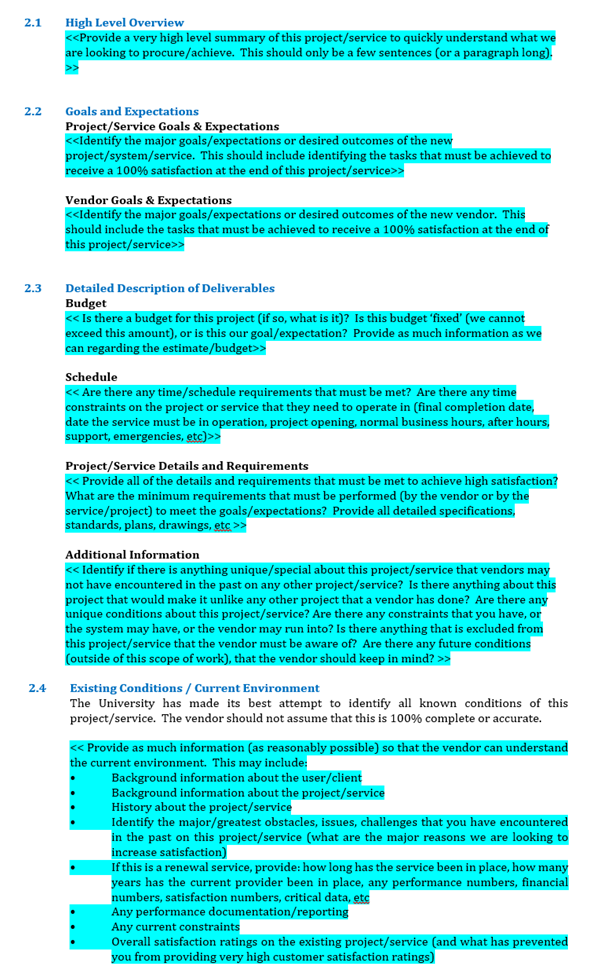 2.1 High Level Overview
<<Provide a very high level summary of this project/service to quickly understand what we
are looking to procure/achieve. This should only be a few sentences (or a paragraph long).
>>
2.2 Goals and Expectations
Project/Service Goals & Expectations
<<Identify the major goals/expectations or desired outcomes of the new
project/system/service. This should include identifying the tasks that must be achieved to
receive a 100% satisfaction at the end of this project/service>>
Vendor Goals & Expectations
<<Identify the major goals/expectations or desired outcomes of the new vendor. This
should include the tasks that must be achieved to receive a 100% satisfaction at the end of
this project/service>>
2.3 Detailed Description of Deliverables
Budget
<< Is there a budget for this project (if so, what is it)? Is this budget ‘fixed’ (we cannot
exceed this amount), or is this our goal/expectation? Provide as much information as we
can regarding the estimate/budget>>
Schedule
<< Are there any time/schedule requirements that must be met? Are there any time
constraints on the project or service that they need to operate in (final completion date,
date the service must be in operation, project opening, normal business hours, after hours,
support, emergencies, etc)>>
Project/Service Details and Requirements
<< Provide all of the details and requirements that must be met to achieve high satisfaction?
What are the minimum requirements that must be performed (by the vendor or by the
service/project) to meet the goals/expectations? Provide all detailed specifications,
standards, plans, drawings, etc >>
Additional Information
<< Identify if there is anything unique/special about this project/service that vendors may
not have encountered in the past on any other project/service? Is there anything about this
project that would make it unlike any other project that a vendor has done? Are there any
unique conditions about this project/service? Are there any constraints that you have, or
the system may have, or the vendor may run into? Is there anything that is excluded from
this project/service that the vendor must be aware of? Are there any future conditions
(outside of this scope of work), that the vendor should keep in mind? >>
2.4 Existing Conditions / Current Environment
The University has made its best attempt to identify all known conditions of this
project/service. The vendor should not assume that this is 100% complete or accurate.
<< Provide as much information (as reasonably possible) so that the vendor can understand
the current environment. This may include:
• Background information about the user/client
• Background information about the project/service
• History about the project/service
• Identify the major/greatest obstacles, issues, challenges that you have encountered
in the past on this project/service (what are the major reasons we are looking to
increase satisfaction)
• If this is a renewal service, provide: how long has the service been in place, how many
years has the current provider been in place, any performance numbers, financial
numbers, satisfaction numbers, critical data, etc
• Any performance documentation/reporting
• Any current constraints
• Overall satisfaction ratings on the existing project/service (and what has prevented
you from providing very high customer satisfaction ratings)